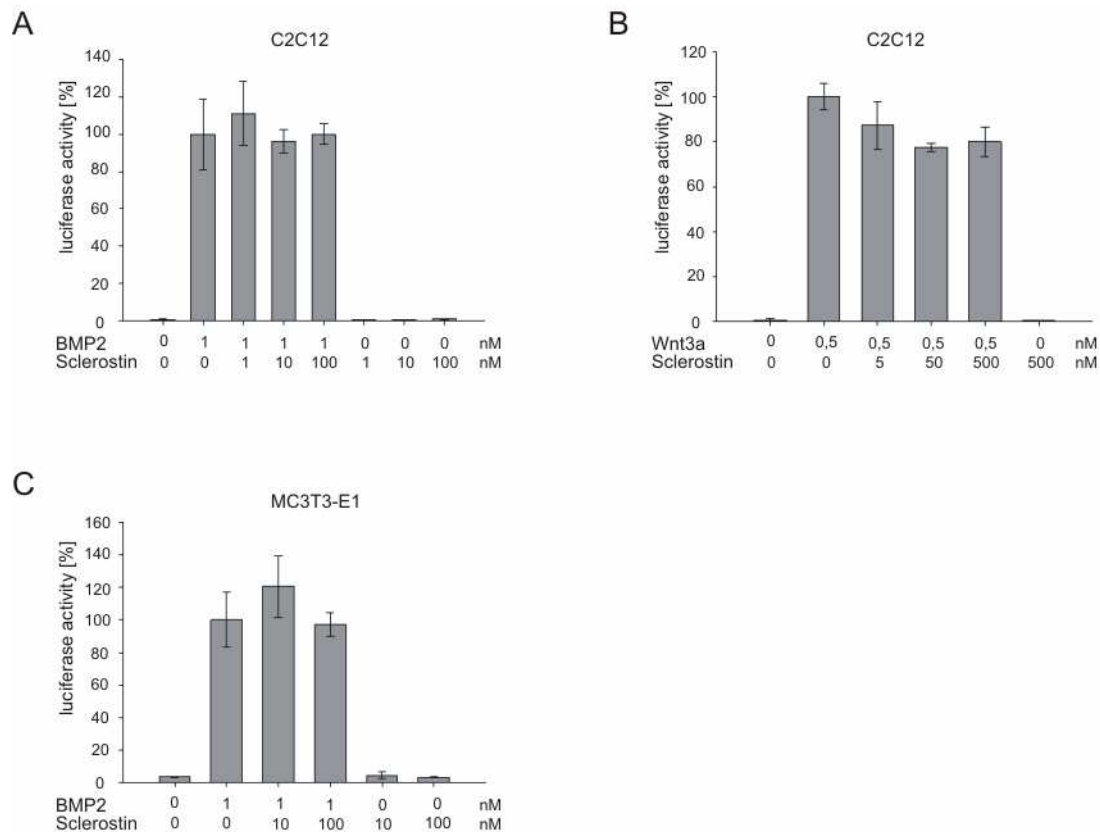 A
C2C12
luciferase activity [%]
140
120
100
80
60
40
20
0
BMP2 0 1 1 1 1 0 0 0 nM
Sclerostin 0 0 1 10 100 1 10 100 nM
B
C2C12
luciferase activity [%]
120
100
80
60
40
20
0
Wnt3a 0 0,5 0,5 0,5 0,5 0 nM
Sclerostin 0 0 5 50 500 500 nM
C
MC3T3-E1
luciferase activity [%]
160
140
120
100
80
60
40
20
0
BMP2 0 1 1 1 0 0 nM
Sclerostin 0 0 10 100 10 100 nM